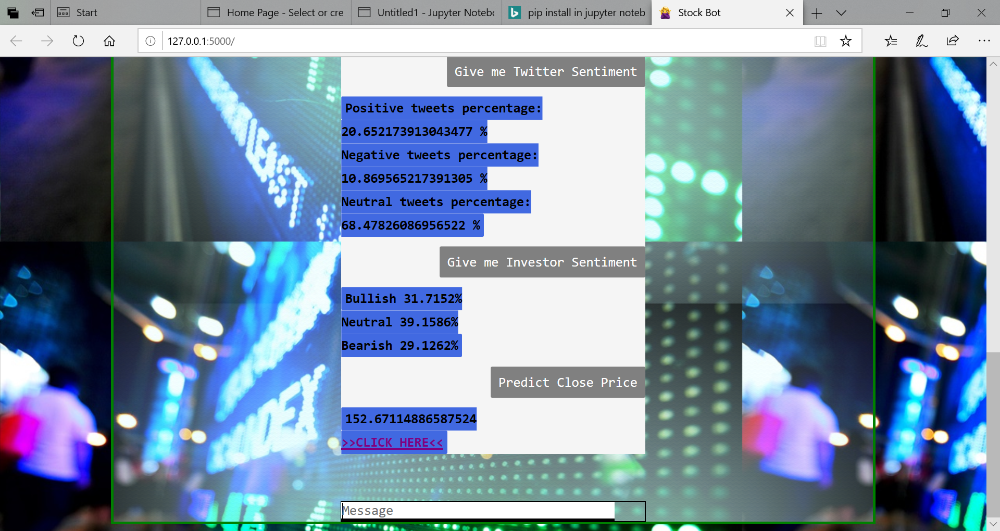 Start
Home Page - Select or cre
Untitled1 - Jupyter Notebo
pip install in jupyter noteb
Stock Bot
127.0.0.1:5000/
Give me Twitter Sentiment
Positive tweets percentage:
20.652173913043477 %
Negative tweets percentage:
10.869565217391305 %
Neutral tweets percentage:
68.47826086956522 %
Give me Investor Sentiment
Bullish 31.7152%
Neutral 39.1586%
Bearish 29.1262%
Predict Close Price
152.67114886587524
>>CLICK HERE<<
Message